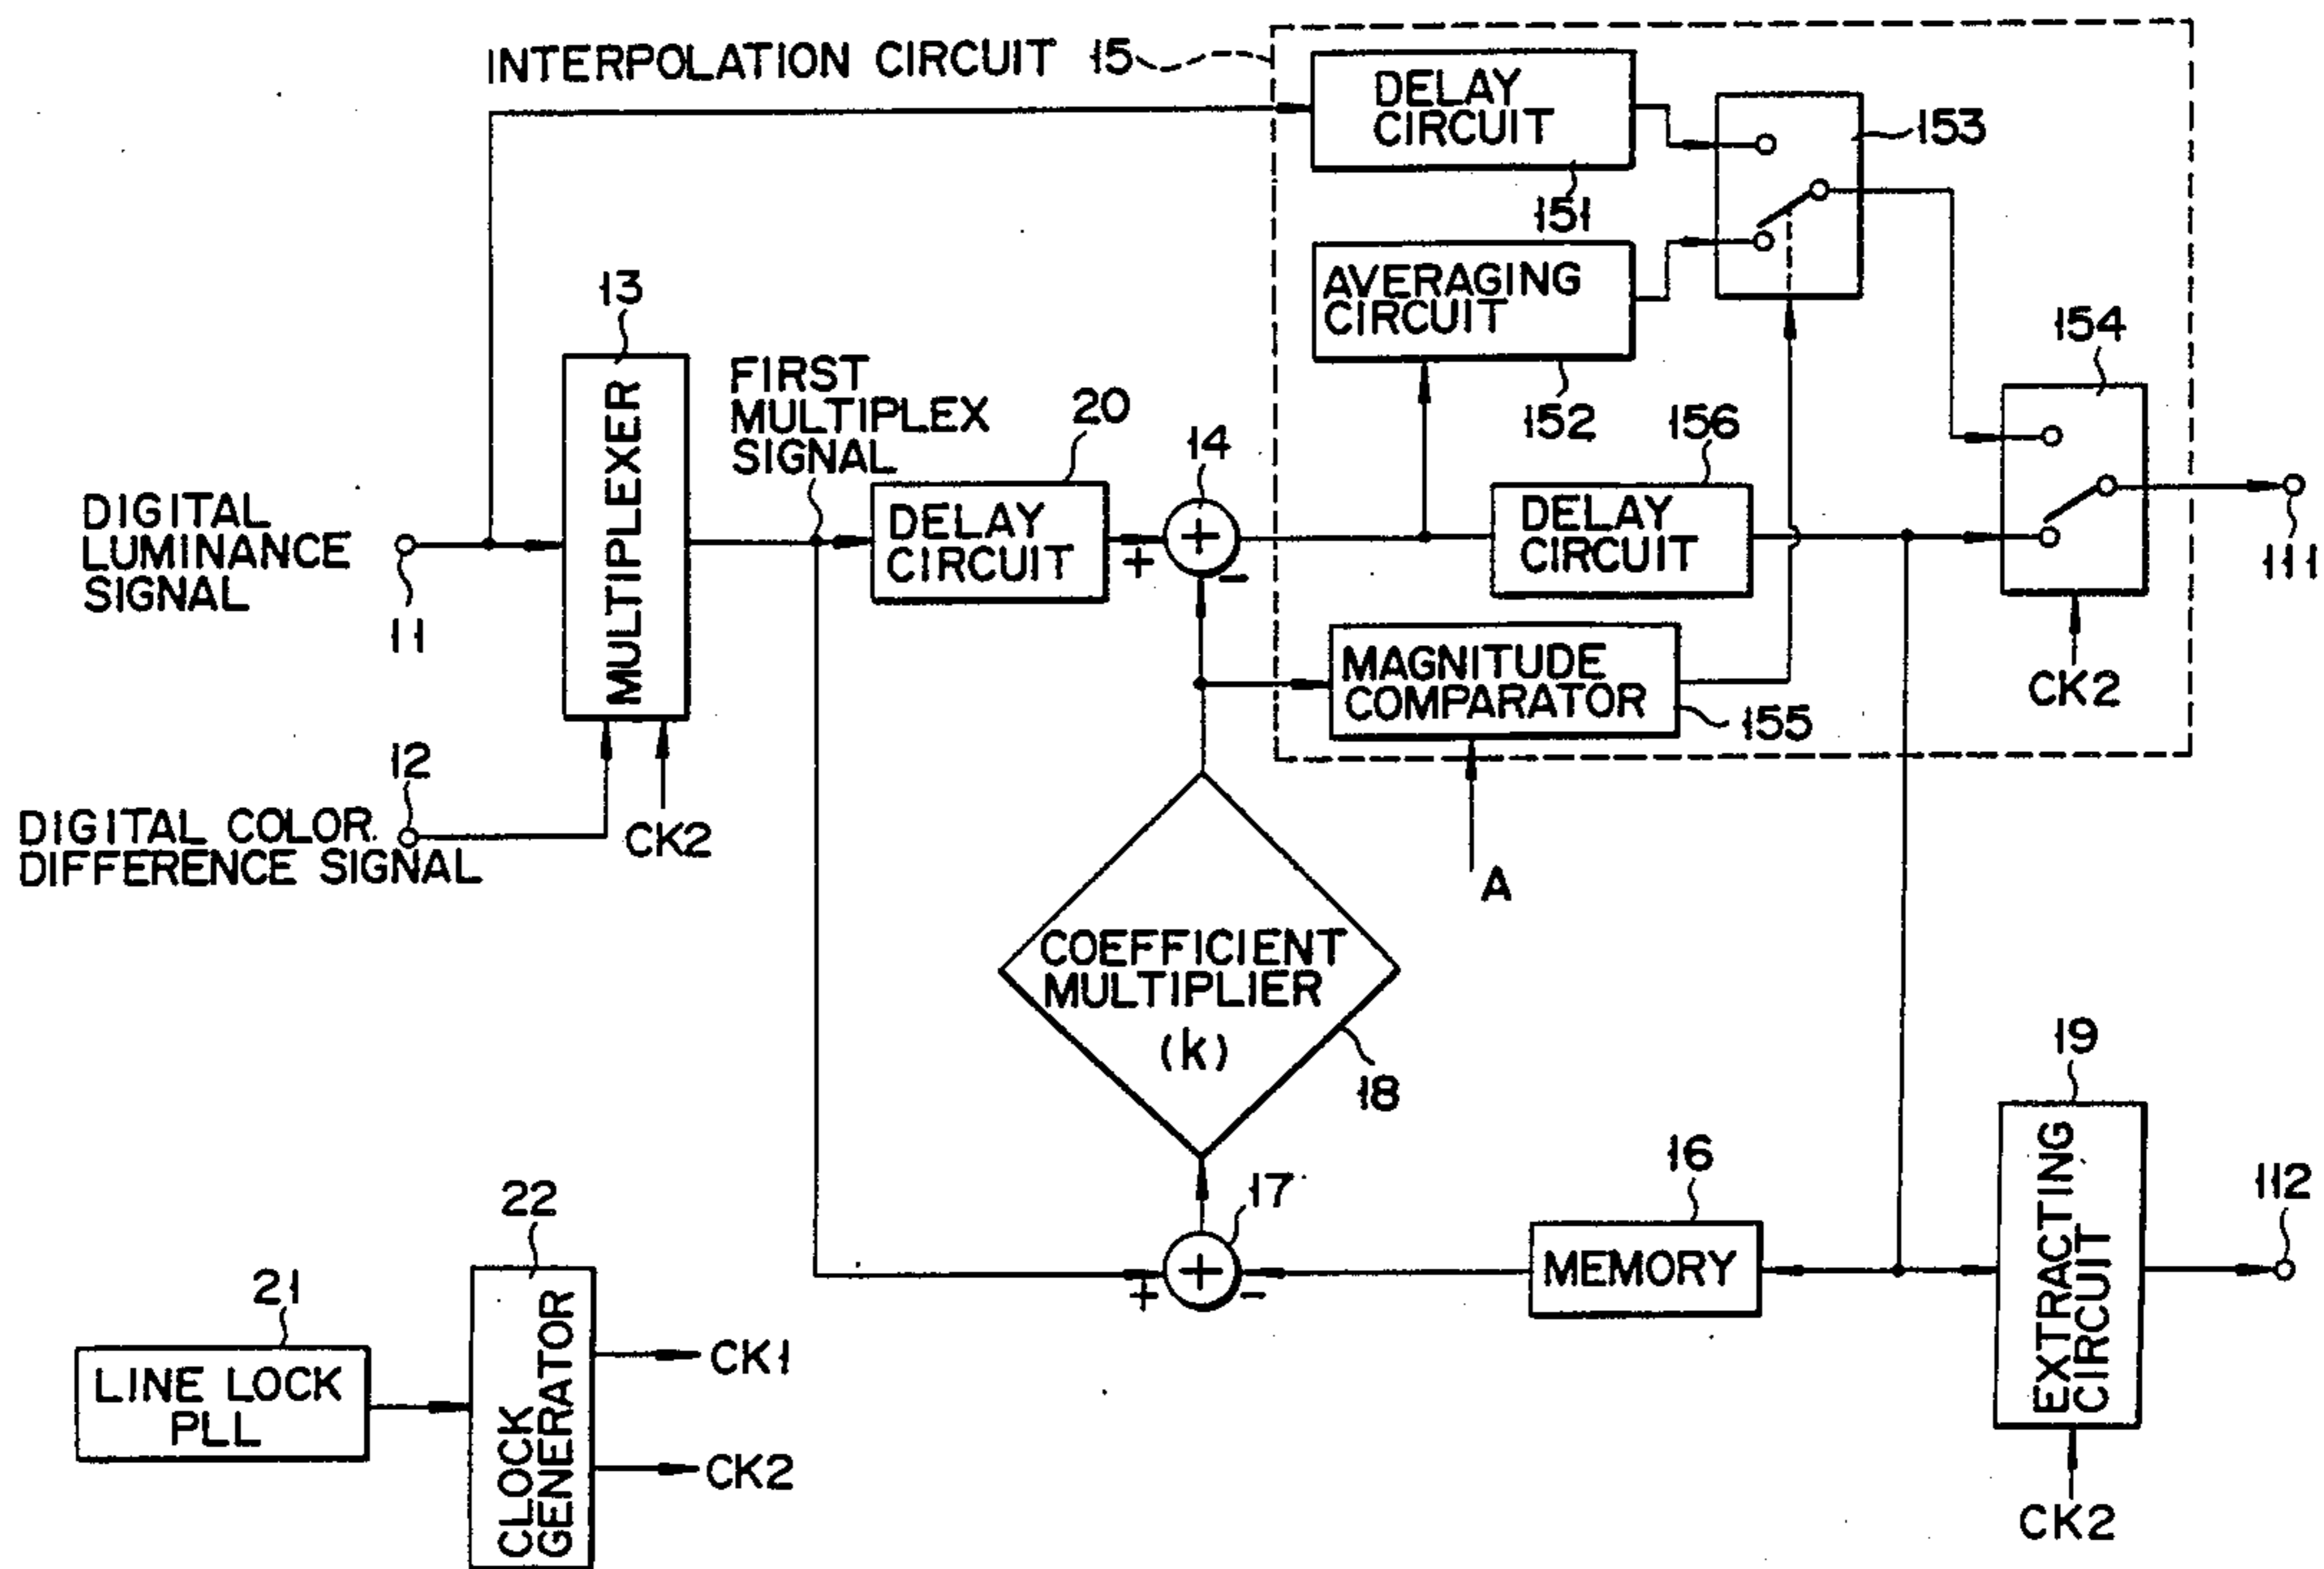 INTERPOLATION CIRCUIT 15
DELAY
CIRCUIT
151
153
AVERAGING
CIRCUIT
152
154
13
MULTIPLEXER
FIRST
MULTIPLEX
SIGNAL
20
DELAY
CIRCUIT
14
+
+
-
156
DELAY
CIRCUIT
111
DIGITAL
LUMINANCE
SIGNAL
11
MAGNITUDE
COMPARATOR
155
CK2
A
12
DIGITAL COLOR
DIFFERENCE SIGNAL
CK2
COEFFICIENT
MULTIPLIER
(k)
18
17
+
+
-
16
MEMORY
19
EXTRACTING
CIRCUIT
112
CK2
21
LINE LOCK
PLL
22
CLOCK
GENERATOR
CK1
CK2